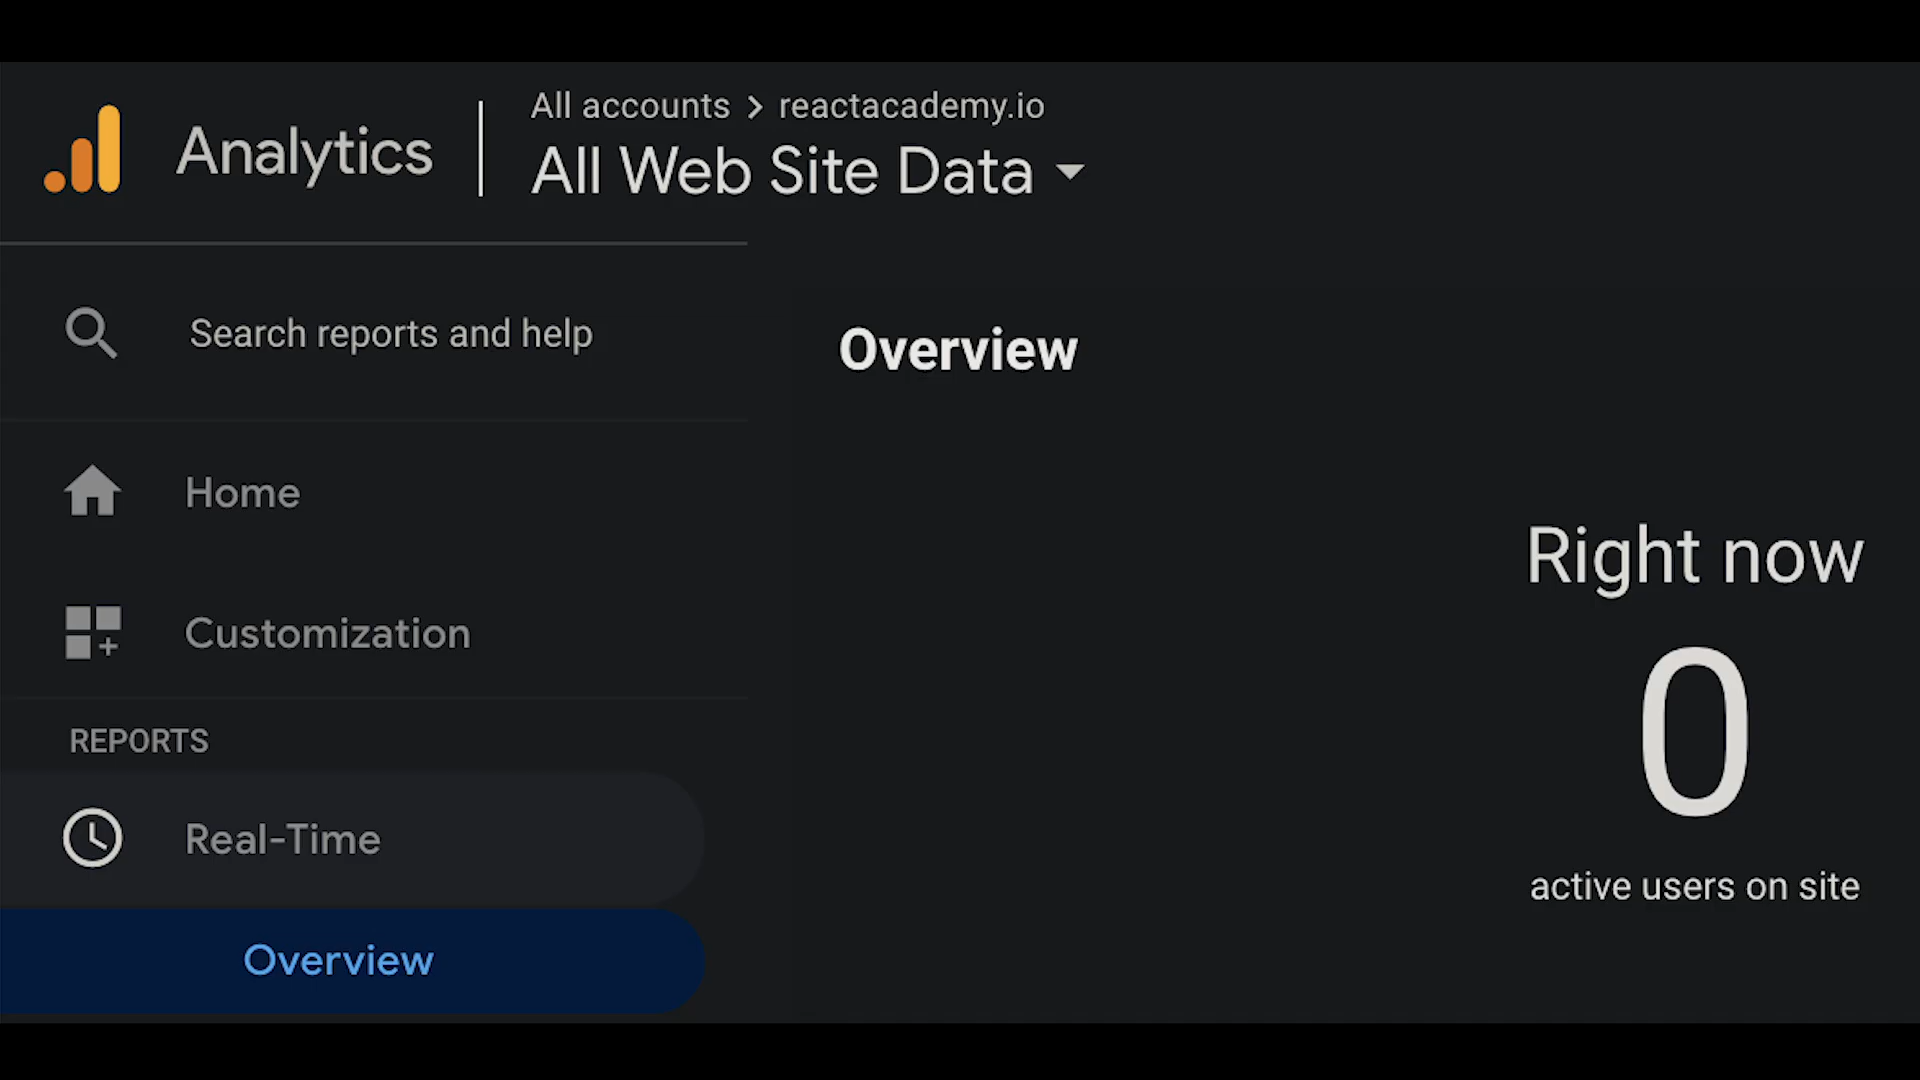 Analytics
All accounts > reactacademy.io
All Web Site Data
Search reports and help
Home
Customization
REPORTS
Real-Time
Overview
Overview
Right now
0
active users on site